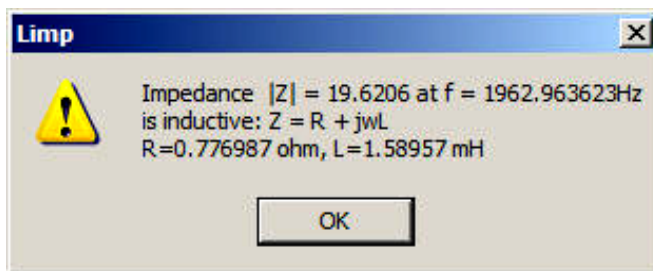 Limp
Impedance |Z| = 19.6206 at f = 1962.963623Hz
is inductive: Z = R + jwL
R=0.776987 ohm, L=1.58957 mH
OK